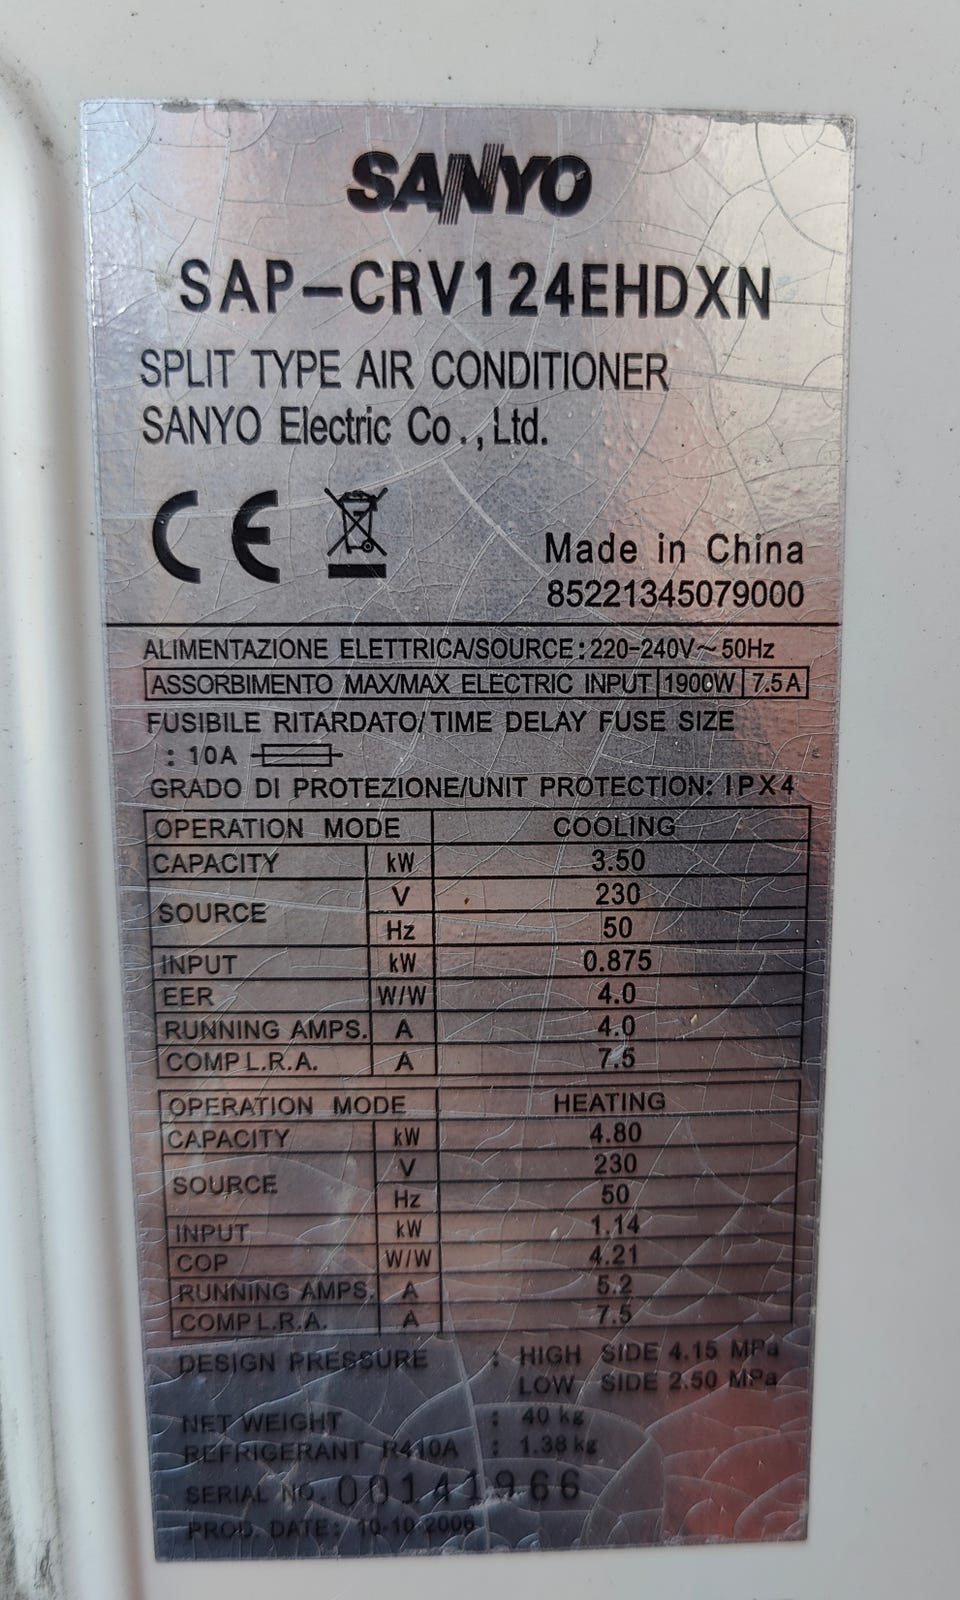 SANYO
SAP-CRV124EHDXN
SPLIT TYPE AIR CONDITIONER
SANYO Electric Co., Ltd.
CE
Made in China
85221345079000
ALIMENTAZIONE ELETTRICA/SOURCE: 220-240V~50Hz
ASSORBIMENTO MAX/MAX ELECTRIC INPUT 1900W 7.5A
FUSIBILE RITARDATO/TIME DELAY FUSE SIZE
: 10A
GRADO DI PROTEZIONE/UNIT PROTECTION: IPX4
OPERATION MODE COOLING
CAPACITY kW 3.50
SOURCE V 230
Hz 50
INPUT kW 0.875
EER W/W 4.0
RUNNING AMPS. A 4.0
COMP L.R.A. A 7.5
OPERATION MODE HEATING
CAPACITY kW 4.80
SOURCE V 230
Hz 50
INPUT kW 1.14
COP W/W 4.21
RUNNING AMPS. A 5.2
COMP L.R.A. A 7.5
DESIGN PRESSURE : HIGH SIDE 4.15 MPa
LOW SIDE 2.50 MPa
NET WEIGHT : 40 kg
REFRIGERANT R410A : 1.38 kg
SERIAL NO. 00141966
PROD. DATE: 10-10-2006